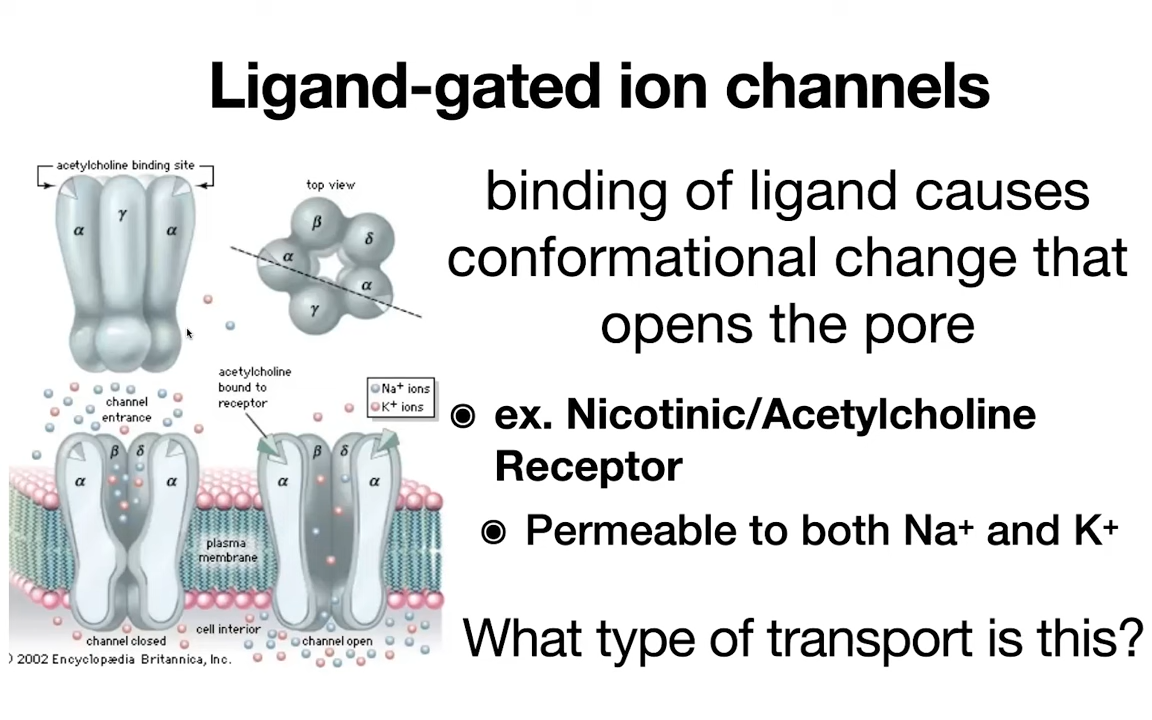 Ligand-gated ion channels
acetylcholine binding site
α
γ
α
top view
β
δ
α
α
γ
binding of ligand causes
conformational change that
opens the pore
acetylcholine
bound to
receptor
Na+ ions
K+ ions
channel
entrance
β δ
α
α
β δ
α
α
plasma
membrane
cell interior
channel closed
channel open
) 2002 Encyclopædia Britannica, Inc.
◉ ex. Nicotinic/Acetylcholine
Receptor
◉ Permeable to both Na+ and K+
What type of transport is this?